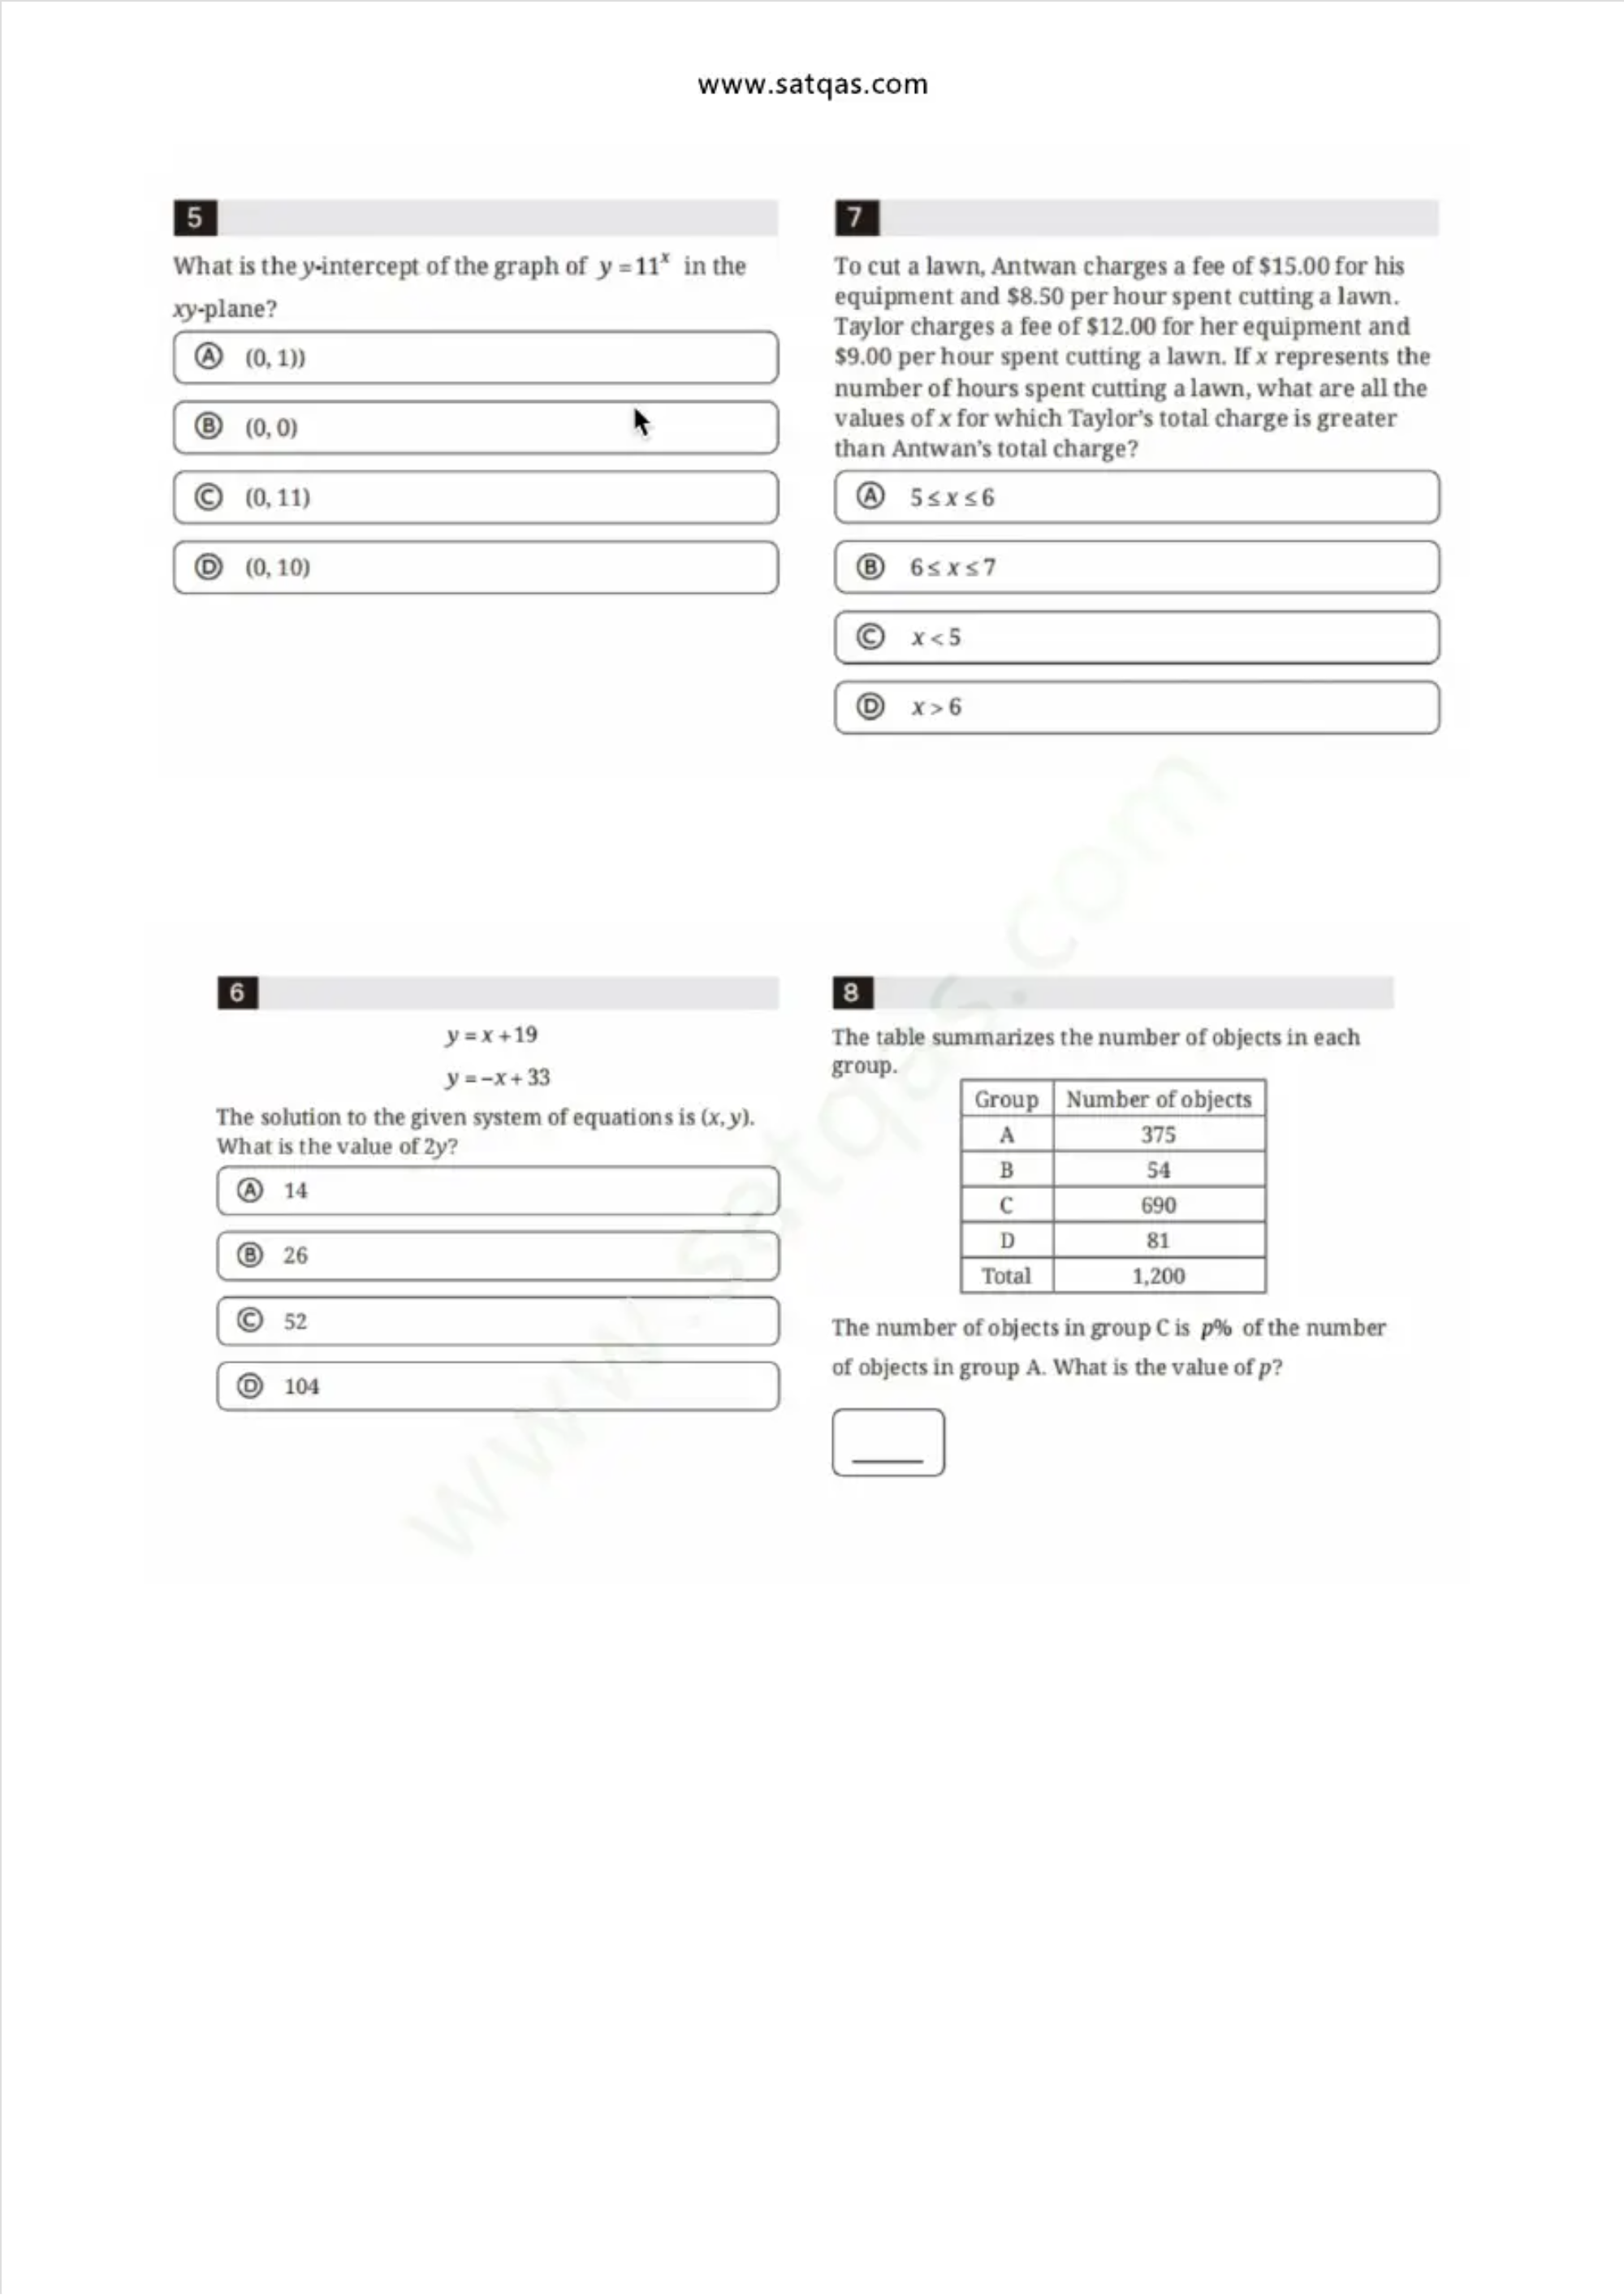 www.satqas.com
5
What is the y-intercept of the graph of y = 11^x in the
xy-plane?
A (0, 1))
B (0, 0)
C (0, 11)
D (0, 10)
6
y = x + 19
y = −x + 33
The solution to the given system of equations is (x, y).
What is the value of 2y?
A 14
B 26
C 52
D 104
7
To cut a lawn, Antwan charges a fee of $15.00 for his
equipment and $8.50 per hour spent cutting a lawn.
Taylor charges a fee of $12.00 for her equipment and
$9.00 per hour spent cutting a lawn. If x represents the
number of hours spent cutting a lawn, what are all the
values of x for which Taylor’s total charge is greater
than Antwan’s total charge?
A 5 ≤ x ≤ 6
B 6 ≤ x ≤ 7
C x < 5
D x > 6
8
The table summarizes the number of objects in each
group.
Group Number of objects
A 375
B 54
C 690
D 81
Total 1,200
The number of objects in group C is p% of the number
of objects in group A. What is the value of p?
www.satqas.com